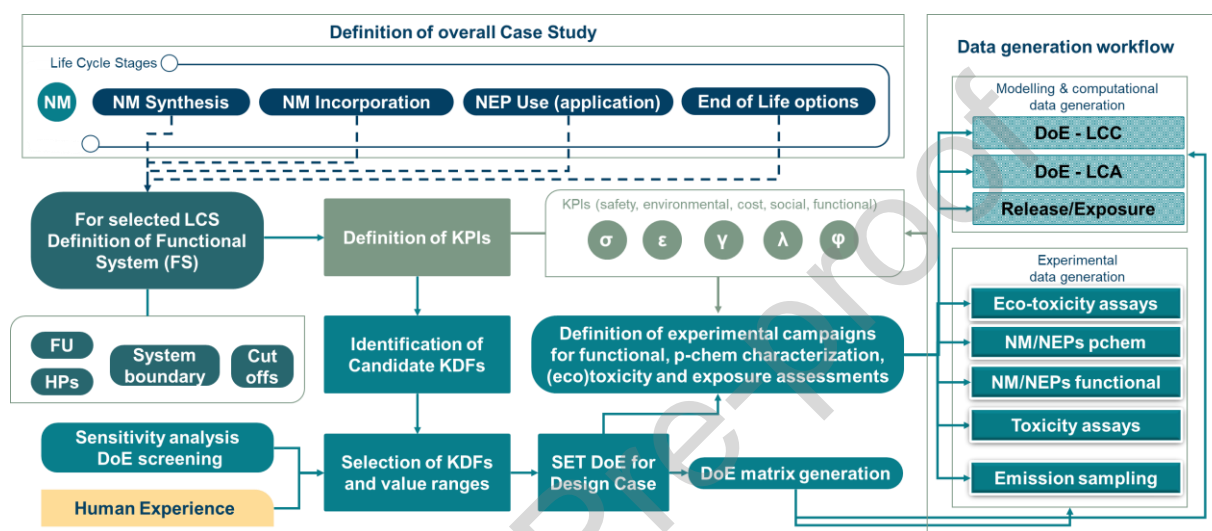 Definition of overall Case Study
Life Cycle Stages
NM
NM Synthesis
NM Incorporation
NEP Use (application)
End of Life options
For selected LCS
Definition of Functional
System (FS)
Definition of KPIs
KPIs (safety, environmental, cost, social, functional)
σ
ε
γ
λ
φ
FU
HPs
System
boundary
Cut
offs
Identification of
Candidate KDFs
Definition of experimental campaigns
for functional, p-chem characterization,
(eco)toxicity and exposure assessments
Sensitivity analysis
DoE screening
Human Experience
Selection of KDFs
and value ranges
SET DoE for
Design Case
DoE matrix generation
Data generation workflow
Modelling & computational
data generation
DoE - LCC
DoE - LCA
Release/Exposure
Experimental
data generation
Eco-toxicity assays
NM/NEPs pchem
NM/NEPs functional
Toxicity assays
Emission sampling
Pre-proof